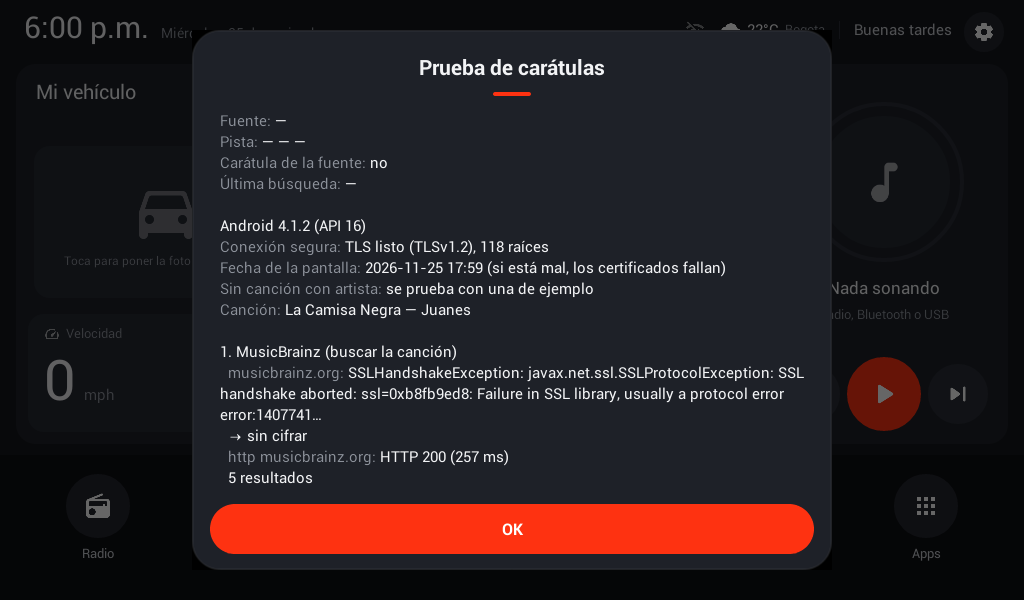 6:00 p.m.
22°C
Buenas tardes
Prueba de carátulas
Mi vehículo
Fuente: —
Pista: — — —
Carátula de la fuente: no
Última búsqueda: —
Android 4.1.2 (API 16)
Conexión segura: TLS listo (TLSv1.2), 118 raíces
Toca para poner la foto
Fecha de la pantalla: 2026-11-25 17:59 (si está mal, los certificados fallan)
Sin canción con artista: se prueba con una de ejemplo
Nada sonando
Canción: La Camisa Negra — Juanes
Bluetooth o USB
Velocidad
1. MusicBrainz (buscar la canción)
musicbrainz.org: SSLHandshakeException: javax.net.ssl.SSLProtocolException: SSL
handshake aborted: ssl=0xb8fb9ed8: Failure in SSL library, usually a protocol error
0 mph
error:1407741…
→ sin cifrar
http musicbrainz.org: HTTP 200 (257 ms)
5 resultados
OK
Radio
Apps